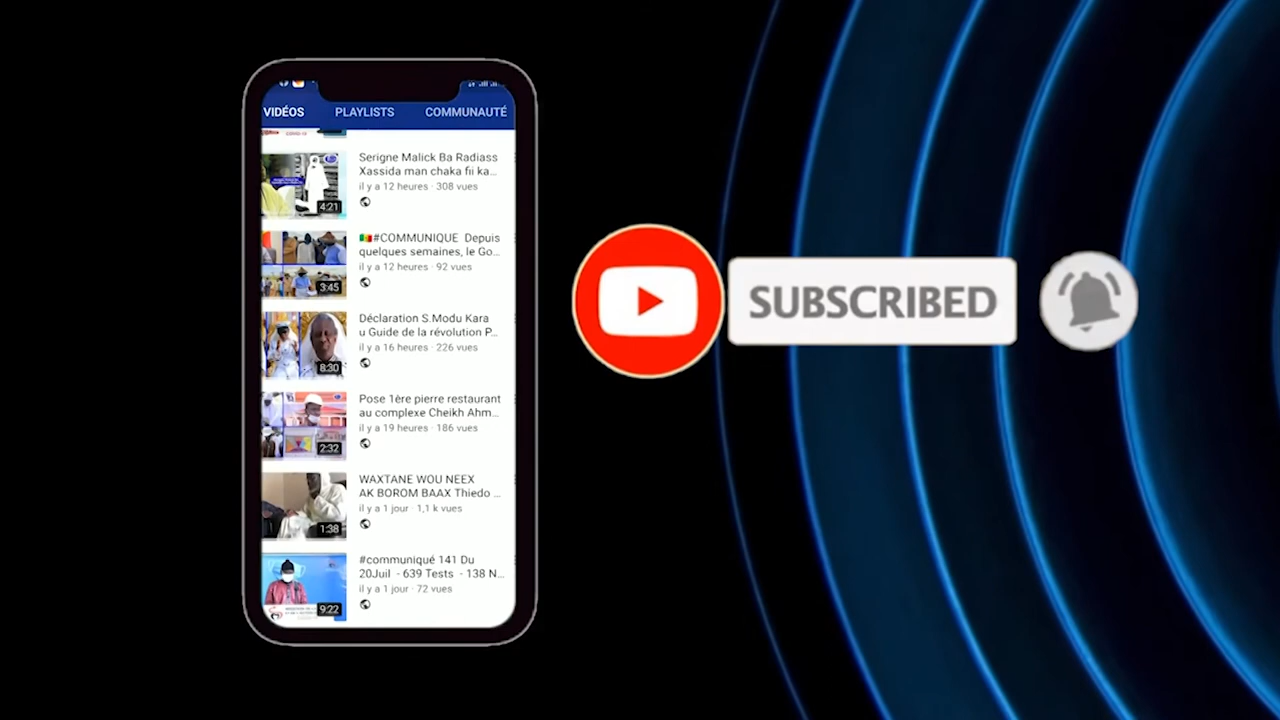 VIDÉOS PLAYLISTS COMMUNAUTÉ
Serigne Malick Ba Radiass
Xassida man chaka fii ka...
il y a 12 heures · 308 vues
4:21
🇸🇳#COMMUNIQUE Depuis
quelques semaines, le Go...
il y a 12 heures · 92 vues
3:45
Déclaration S.Modu Kara
u Guide de la révolution P...
il y a 16 heures · 226 vues
8:30
Pose 1ère pierre restaurant
au complexe Cheikh Ahm...
il y a 19 heures · 186 vues
2:32
WAXTANE WOU NEEX
AK BOROM BAAX Thiedo ...
il y a 1 jour · 1,1 k vues
1:38
#communiqué 141 Du
20Juil - 639 Tests - 138 N...
il y a 1 jour · 72 vues
9:22
SUBSCRIBED